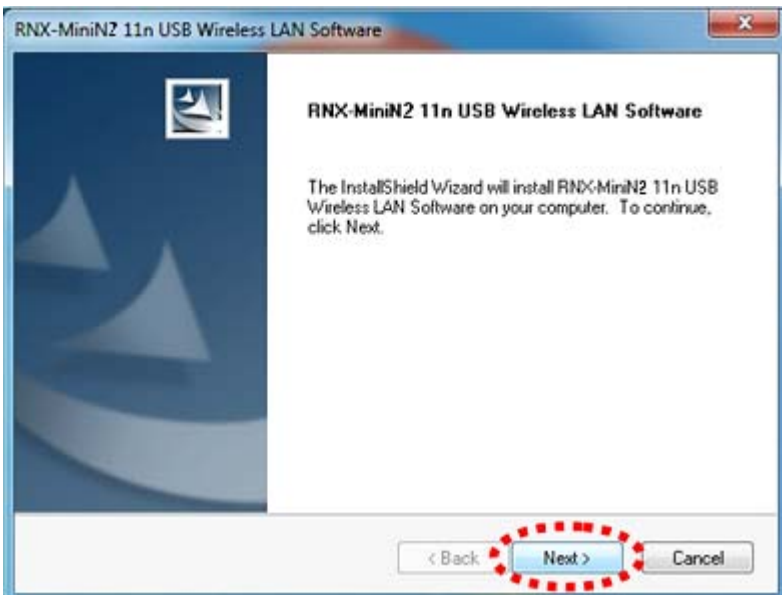 RNX-MiniN2 11n USB Wireless LAN Software
RNX-MiniN2 11n USB Wireless LAN Software
The InstallShield Wizard will install RNX-MiniN2 11n USB
Wireless LAN Software on your computer. To continue,
click Next.
< Back
Next >
Cancel